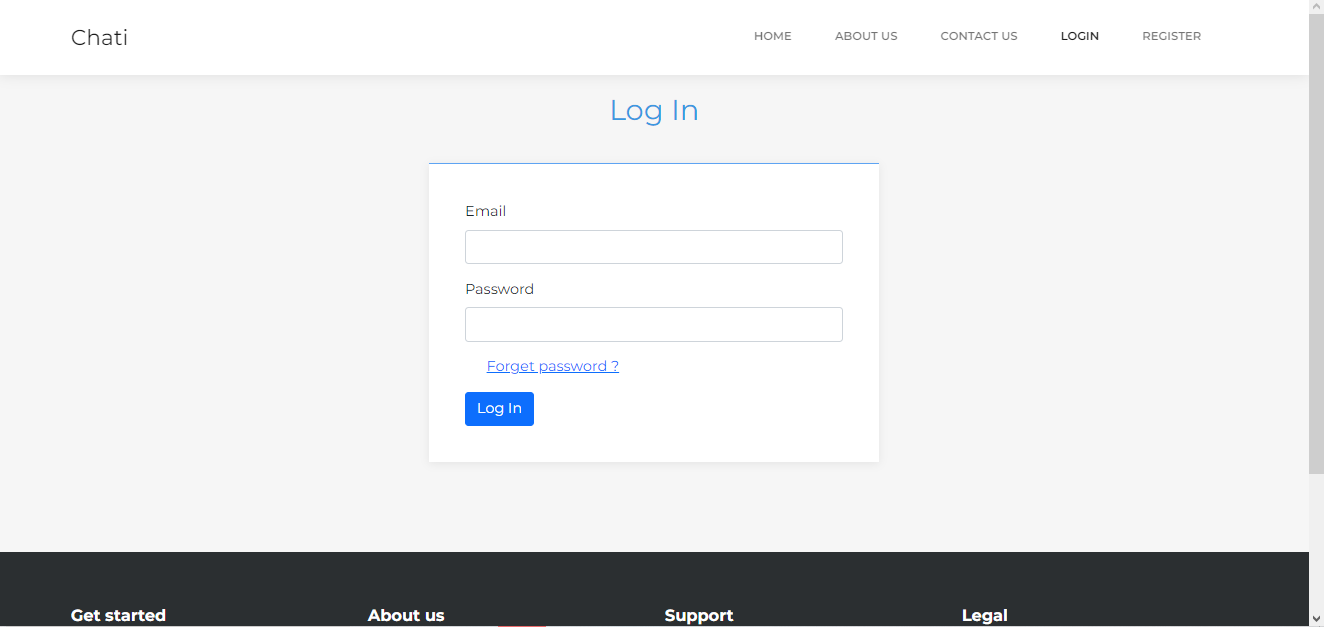 Chati
HOME
ABOUT US
CONTACT US
LOGIN
REGISTER
Log In
Email
Password
Forget password ?
Log In
Get started
About us
Support
Legal